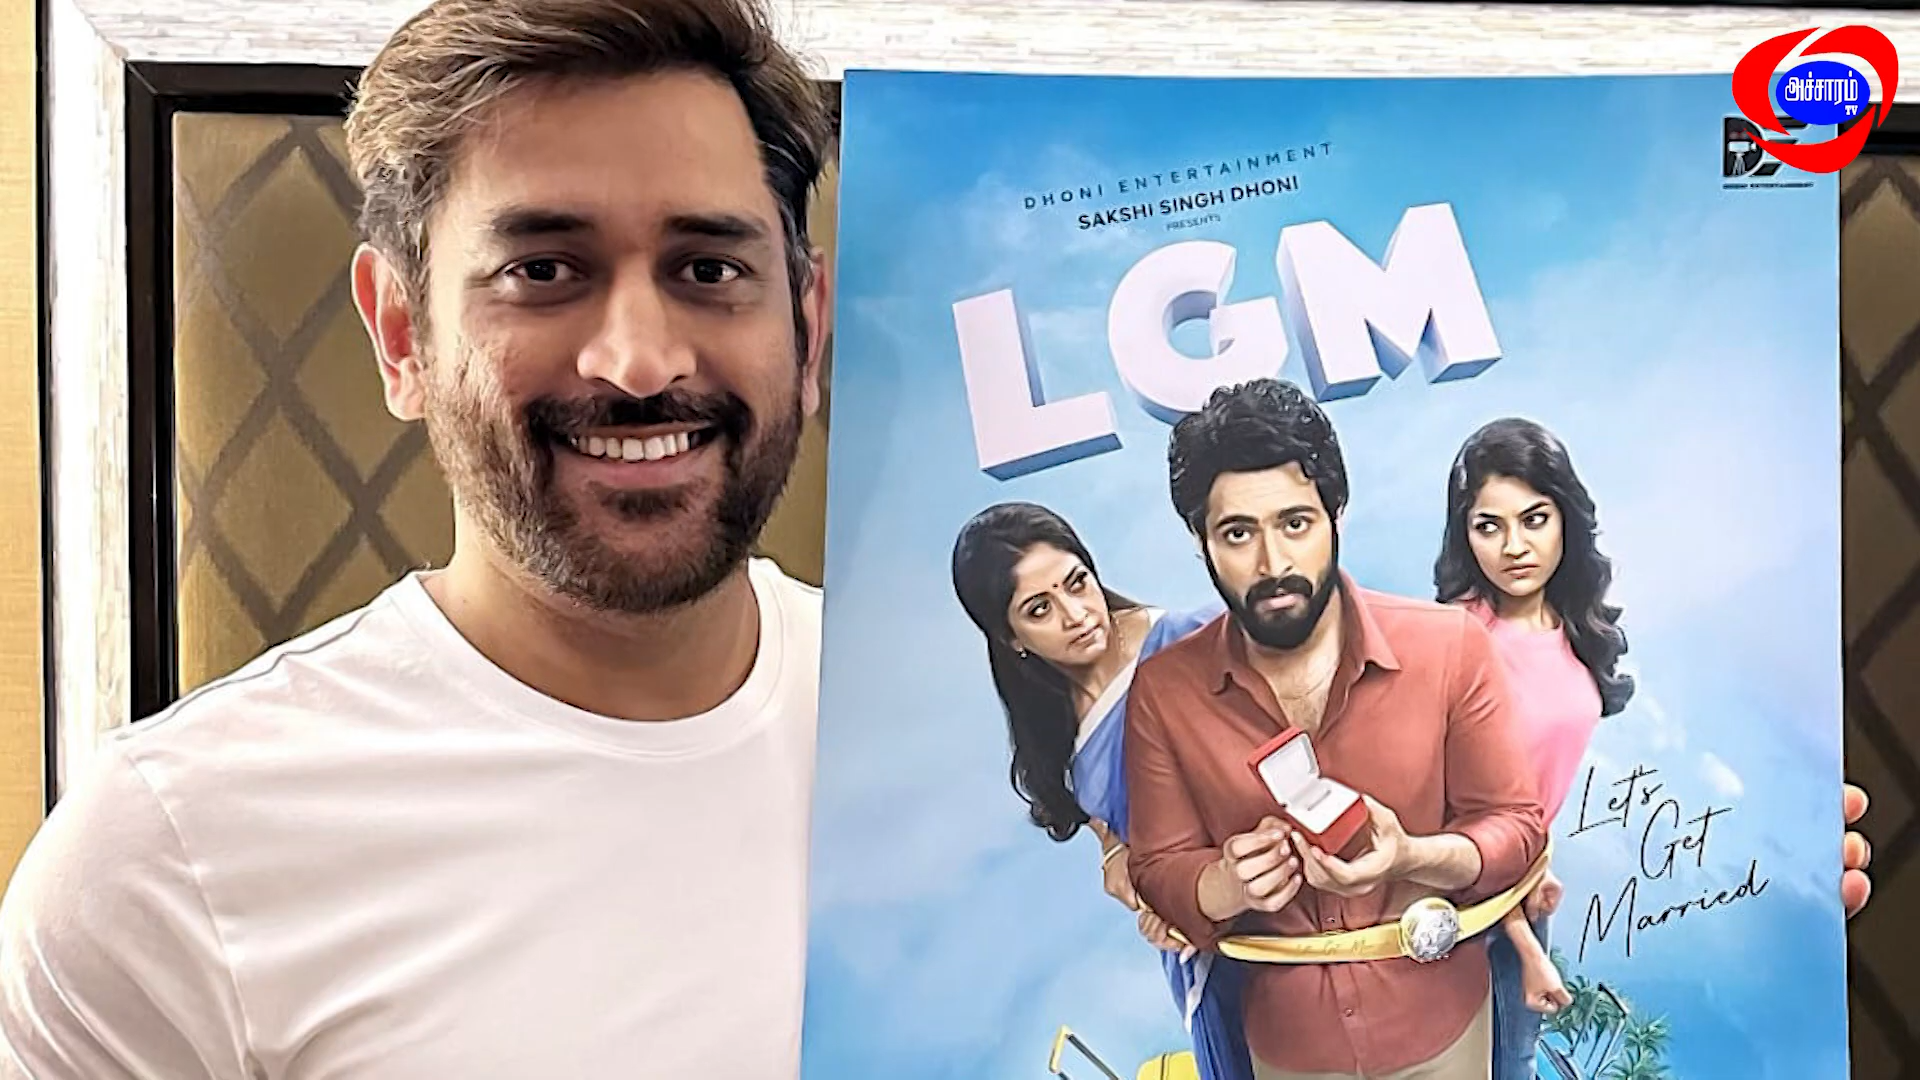 அச்சாரம்
TV
DHONI ENTERTAINMENT
SAKSHI SINGH DHONI
PRESENTS
LGM
Let's
Get
Married